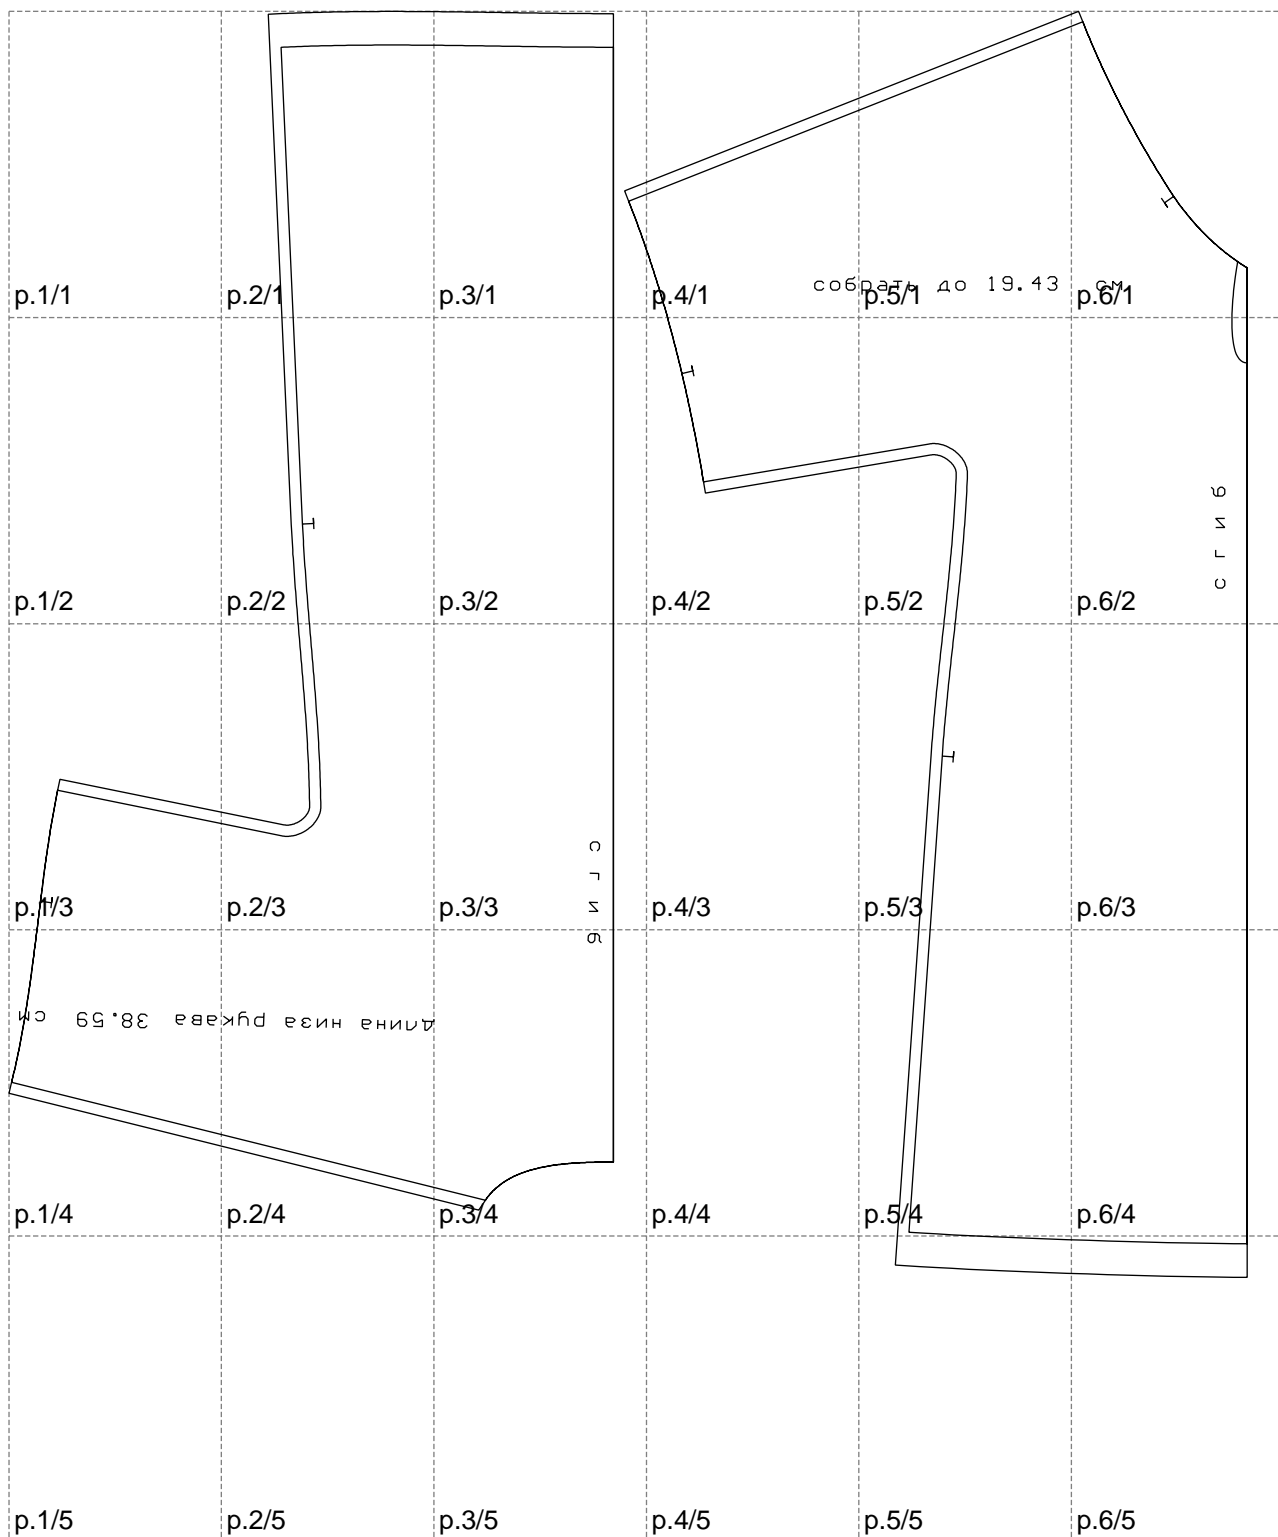 p.1/1 p.2/1 p.3/1 p.4/1 p.5/1 p.6/1
собрать до 19.43 см
сгиб
p.1/2 p.2/2 p.3/2 p.4/2 p.5/2 p.6/2
сгиб
p.1/3 p.2/3 p.3/3 p.4/3 p.5/3 p.6/3
длина низа рукава 38.59 см
p.1/4 p.2/4 p.3/4 p.4/4 p.5/4 p.6/4
p.1/5 p.2/5 p.3/5 p.4/5 p.5/5 p.6/5